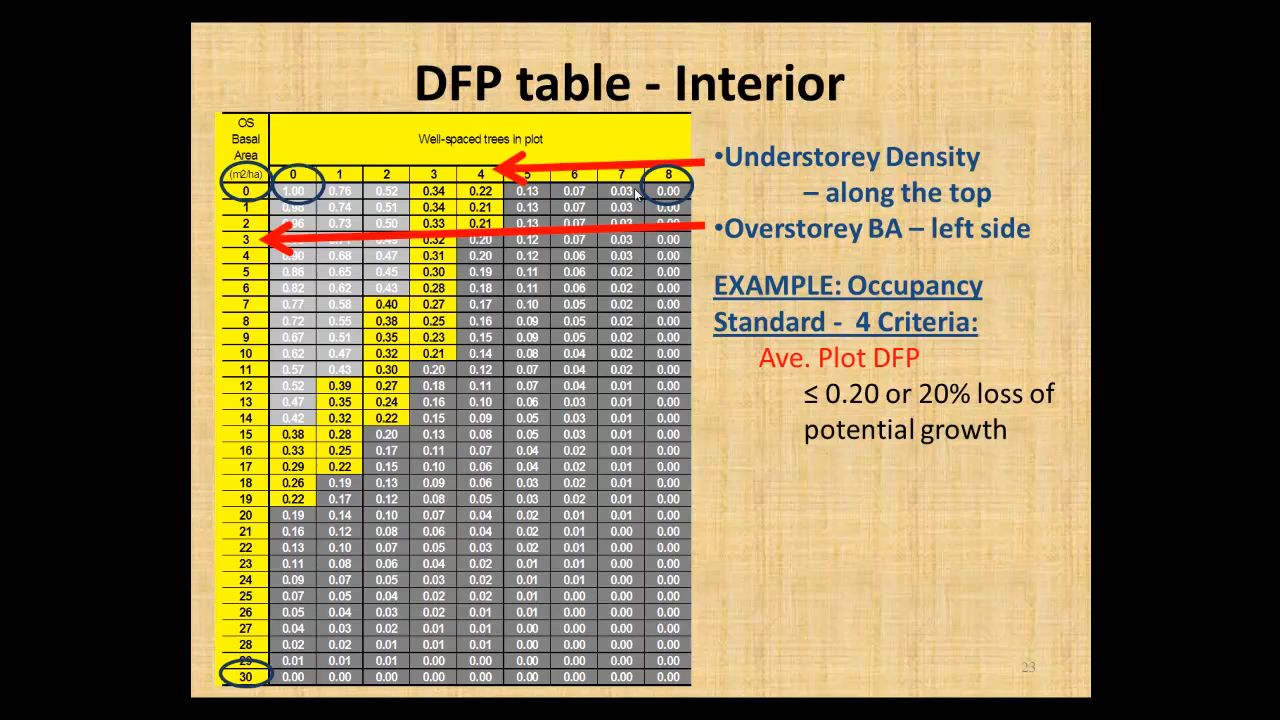 DFP table - Interior
OS
Basal
Area
(m2/ha)
Well-spaced trees in plot
0 1 2 3 4 5 6 7 8
0 1.00 0.76 0.52 0.34 0.22 0.13 0.07 0.03 0.00
1 0.98 0.74 0.51 0.34 0.21 0.13 0.07 0.03 0.00
2 0.96 0.73 0.50 0.33 0.21 0.13 0.07 0.03 0.00
3 0.32 0.20 0.12 0.07 0.03 0.00
4 0.90 0.68 0.47 0.31 0.20 0.12 0.06 0.03 0.00
5 0.86 0.65 0.45 0.30 0.19 0.11 0.06 0.02 0.00
6 0.82 0.62 0.43 0.28 0.18 0.11 0.06 0.02 0.00
7 0.77 0.58 0.40 0.27 0.17 0.10 0.05 0.02 0.00
8 0.72 0.55 0.38 0.25 0.16 0.09 0.05 0.02 0.00
9 0.67 0.51 0.35 0.23 0.15 0.09 0.05 0.02 0.00
10 0.62 0.47 0.32 0.21 0.14 0.08 0.04 0.02 0.00
11 0.57 0.43 0.30 0.20 0.12 0.07 0.04 0.02 0.00
12 0.52 0.39 0.27 0.18 0.11 0.07 0.04 0.01 0.00
13 0.47 0.35 0.24 0.16 0.10 0.06 0.03 0.01 0.00
14 0.42 0.32 0.22 0.15 0.09 0.05 0.03 0.01 0.00
15 0.38 0.28 0.20 0.13 0.08 0.05 0.03 0.01 0.00
16 0.33 0.25 0.17 0.11 0.07 0.04 0.02 0.01 0.00
17 0.29 0.22 0.15 0.10 0.06 0.04 0.02 0.01 0.00
18 0.26 0.19 0.13 0.09 0.06 0.03 0.02 0.01 0.00
19 0.22 0.17 0.12 0.08 0.05 0.03 0.02 0.01 0.00
20 0.19 0.14 0.10 0.07 0.04 0.02 0.01 0.01 0.00
21 0.16 0.12 0.08 0.06 0.04 0.02 0.01 0.00 0.00
22 0.13 0.10 0.07 0.05 0.03 0.02 0.01 0.00 0.00
23 0.11 0.08 0.06 0.04 0.02 0.01 0.01 0.00 0.00
24 0.09 0.07 0.05 0.03 0.02 0.01 0.01 0.00 0.00
25 0.07 0.05 0.04 0.02 0.02 0.01 0.00 0.00 0.00
26 0.05 0.04 0.03 0.02 0.01 0.01 0.00 0.00 0.00
27 0.04 0.03 0.02 0.01 0.01 0.00 0.00 0.00 0.00
28 0.02 0.02 0.01 0.01 0.01 0.00 0.00 0.00 0.00
29 0.01 0.01 0.01 0.00 0.00 0.00 0.00 0.00 0.00
30 0.00 0.00 0.00 0.00 0.00 0.00 0.00 0.00 0.00
•Understorey Density
– along the top
•Overstorey BA – left side
EXAMPLE: Occupancy
Standard - 4 Criteria:
Ave. Plot DFP
≤ 0.20 or 20% loss of
potential growth
23